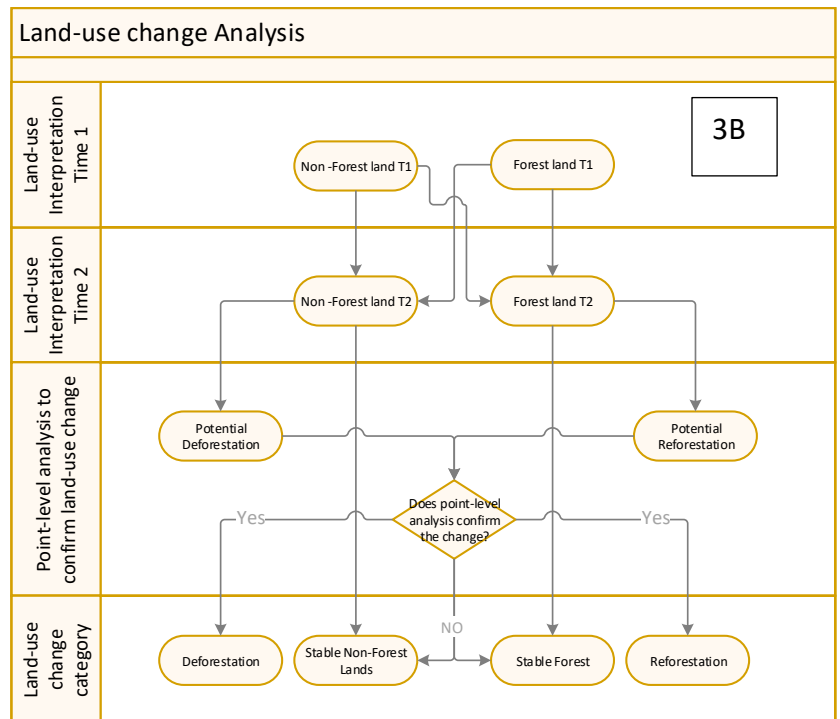 Land-use change Analysis
Land-use
Interpretation
Time 1
3B
Non -Forest land T1
Forest land T1
Land-use
Interpretation
Time 2
Non -Forest land T2
Forest land T2
Point-level analysis to
confirm land-use change
Potential
Deforestation
Potential
Reforestation
Does point-level
analysis confirm
the change?
Yes
Yes
NO
Land-use
change
category
Deforestation
Stable Non-Forest
Lands
Stable Forest
Reforestation